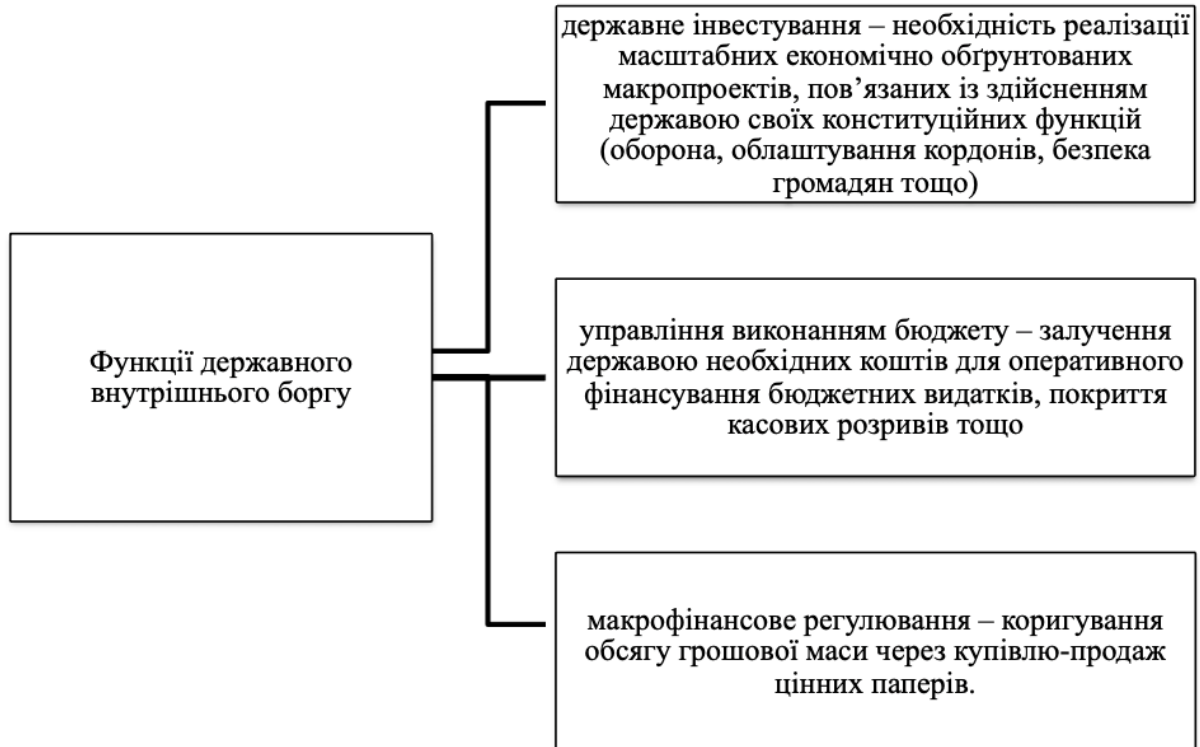 державне інвестування – необхідність реалізації
масштабних економічно обґрунтованих
макропроектів, пов’язаних із здійсненням
державою своїх конституційних функцій
(оборона, облаштування кордонів, безпека
громадян тощо)
Функції державного
внутрішнього боргу
управління виконанням бюджету – залучення
державою необхідних коштів для оперативного
фінансування бюджетних видатків, покриття
касових розривів тощо
макрофінансове регулювання – коригування
обсягу грошової маси через купівлю-продаж
цінних паперів.